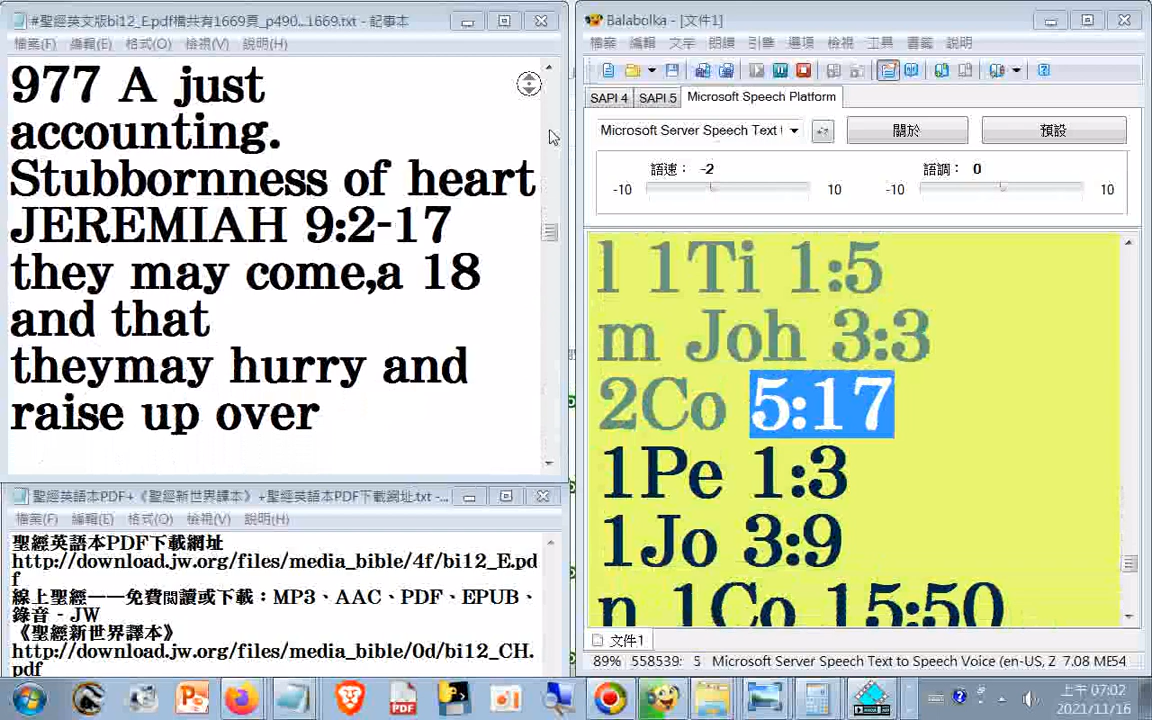 #聖經英文版bi12_E.pdf檔共有1669頁_p490...1669.txt - 記事本
檔案(F) 編輯(E) 格式(O) 檢視(V) 說明(H)
977 A just
accounting.
Stubbornness of heart
JEREMIAH 9:2-17
they may come,a 18
and that
theymay hurry and
raise up over
聖經英語本PDF+《聖經新世界譯本》+聖經英語本PDF下載網址.txt -...
檔案(F) 編輯(E) 格式(O) 檢視(V) 說明(H)
聖經英語本PDF下載網址
http://download.jw.org/files/media_bible/4f/bi12_E.pd
f
線上聖經——免費閱讀或下載：MP3、AAC、PDF、EPUB、
錄音 - JW
《聖經新世界譯本》
http://download.jw.org/files/media_bible/0d/bi12_CH.
pdf
Balabolka - [文件1]
檔案 編輯 文字 朗讀 引擎 選項 檢視 工具 書籤 說明
SAPI 4 SAPI 5 Microsoft Speech Platform
Microsoft Server Speech Text 關於 預設
語速： -2 語調： 0
-10 10 -10 10
l 1Ti 1:5
m Joh 3:3
2Co 5:17
1Pe 1:3
1Jo 3:9
n 1Co 15:50
文件1
89% 558539: 5 Microsoft Server Speech Text to Speech Voice (en-US, Z 7.08 ME54
PDF
上午 07:02
2021/11/16